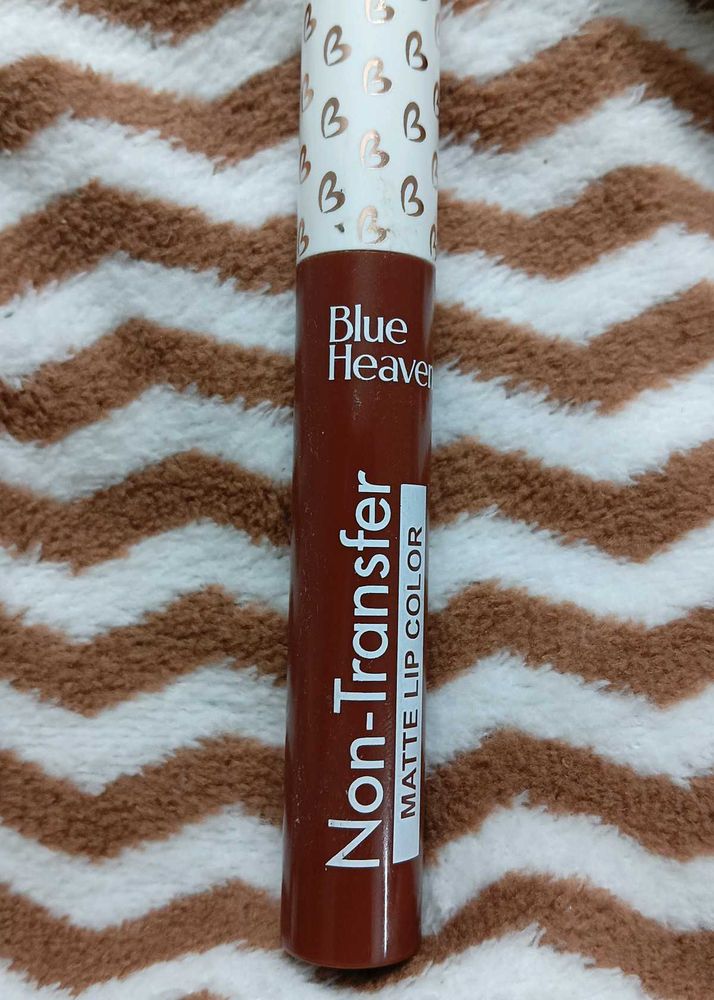 Blue
Heaven
Non-Transfer
MATTE LIP COLOR